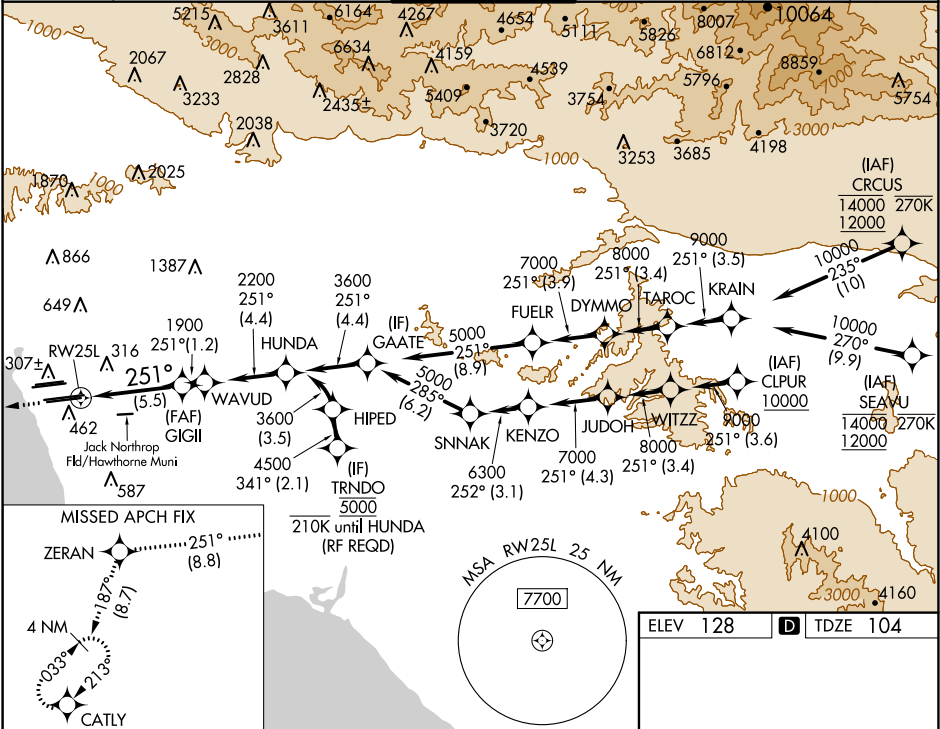 5215
3611
6164
4267
4654
5111
5826
8007
10064
1000
3000
2067
2828
6634
4159
6812
8859
1000
3233
2435±
5409
4539
3754
5796
5754
2038
3720
1000
3253
3685
4198
3000
1870
1000
2025
(IAF)
CRCUS
14000 270K
12000
866
1387
649
10000
235°
(10)
9000
251° (3.5)
8000
251° (3.4)
7000
251° (3.9)
KRAIN
TAROC
DYMMO
FUELR
5000
251°
(8.9)
(IF)
GAATE
3600
251°
(4.4)
2200
251°
(4.4)
HUNDA
1900
251° (1.2)
RW25L
316
307±
251°
(5.5)
(FAF)
GIGII
WAVUD
462
Jack Northrop
Fld/Hawthorne Muni
587
10000
270°
(9.9)
(IAF)
SEAVU
14000 270K
12000
(IAF)
CLPUR
10000
9000
251° (3.6)
WITZZ
8000
251° (3.4)
JUDOH
7000
251° (4.3)
KENZO
6300
252° (3.1)
SNNAK
5000
285°
(6.2)
HIPED
3600
(3.5)
4500
341° (2.1)
(IF)
TRNDO
5000
210K until HUNDA
(RF REQD)
1000
4100
3000
4160
MISSED APCH FIX
ZERAN
251°
(8.8)
187°
(8.7)
4 NM
033°
213°
CATLY
MSA RW25L 25 NM
7700
ELEV 128
D
TDZE 104